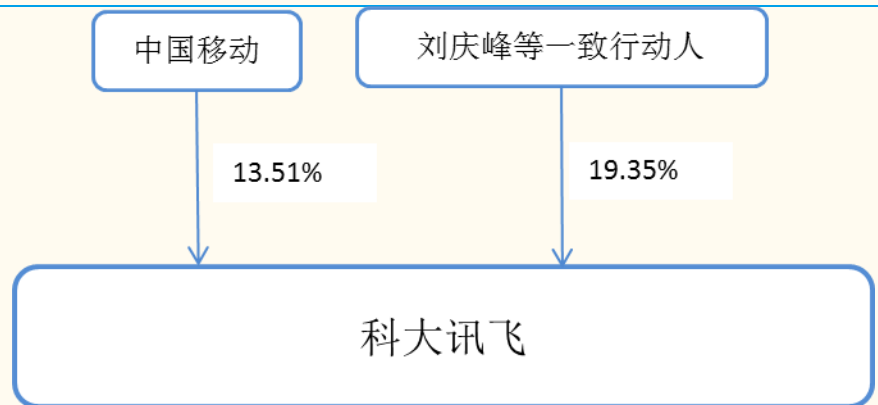 中国移动
刘庆峰等一致行动人
13.51%
19.35%
科大讯飞